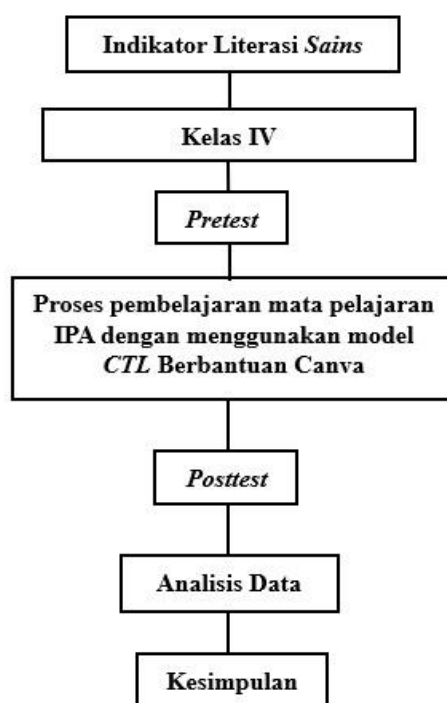 Indikator Literasi Sains
Kelas IV
Pretest
Proses pembelajaran mata pelajaran
IPA dengan menggunakan model
CTL Berbantuan Canva
Posttest
Analisis Data
Kesimpulan